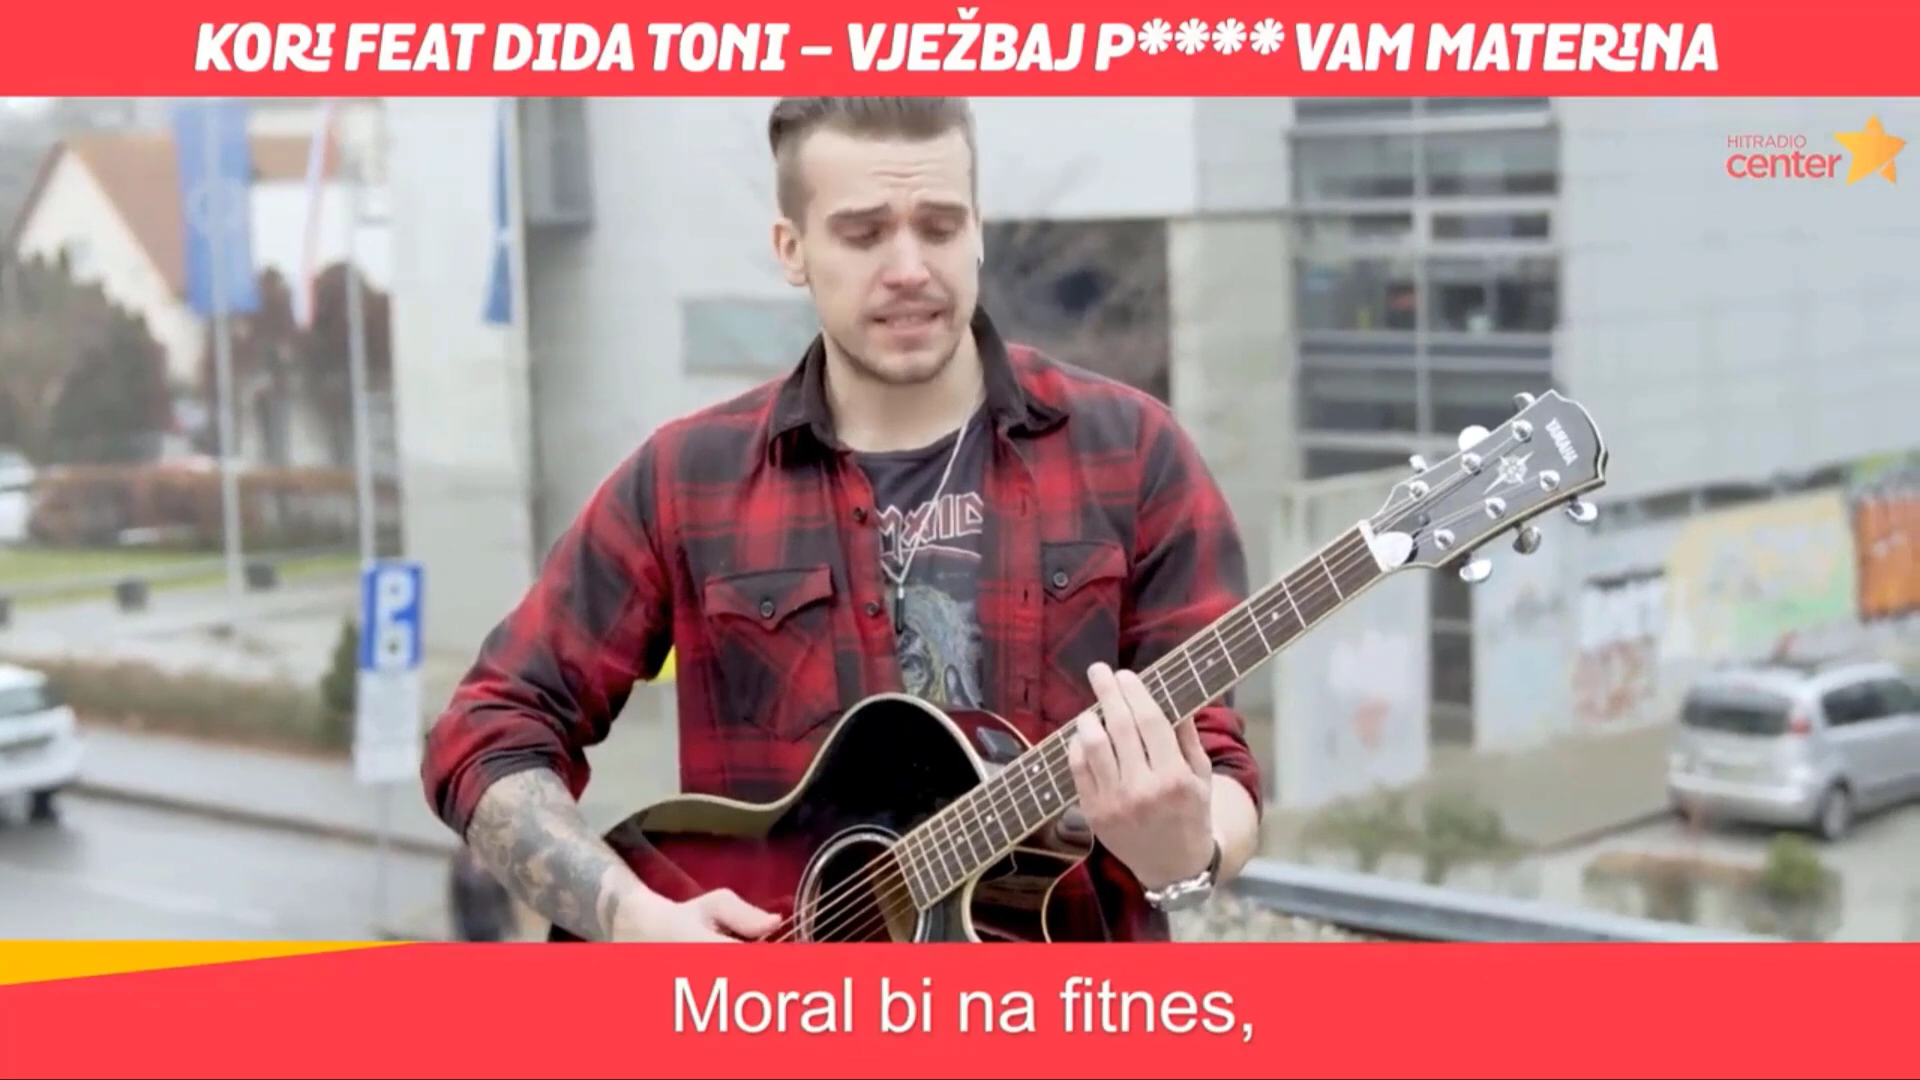 KORI FEAT DIDA TONI – VJEŽBAJ P**** VAM MATERINA
HITRADIO
center
YAMAHA
P
Moral bi na fitnes,